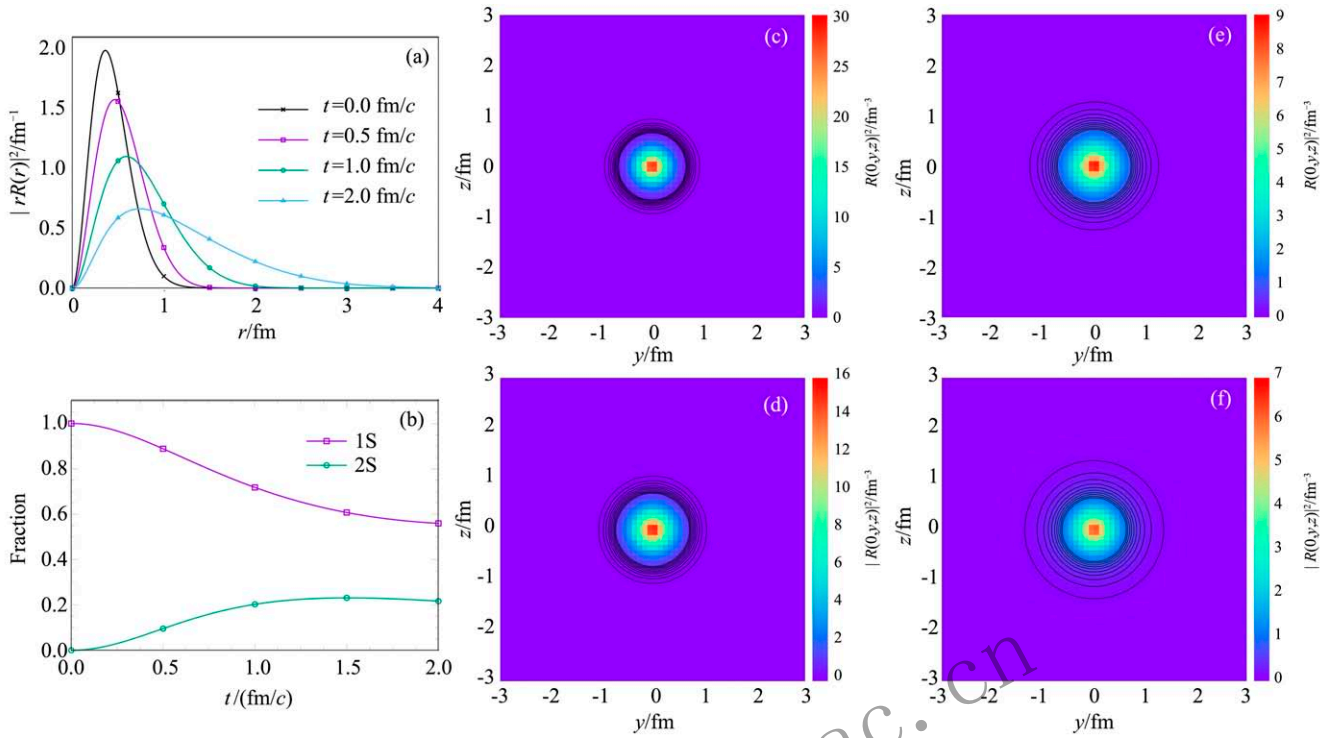 (a)
2.0
1.5
1.0
0.5
0.0
| rR(r)|²/fm⁻¹
t=0.0 fm/c
t=0.5 fm/c
t=1.0 fm/c
t=2.0 fm/c
0 1 2 3 4
r/fm
(b)
1.0
0.8
0.6
0.4
0.2
0.0
Fraction
1S
2S
0.0 0.5 1.0 1.5 2.0
t/(fm/c)
(c)
3
2
1
0
-1
-2
-3
z/fm
-3 -2 -1 0 1 2 3
y/fm
30
25
20
15
10
5
0
R(0,y,z)|²/fm⁻³
(d)
3
2
1
0
-1
-2
-3
z/fm
-3 -2 -1 0 1 2 3
y/fm
16
14
12
10
8
6
4
2
0
| R(0,y,z)|²/fm⁻³
(e)
3
2
1
0
-1
-2
-3
z/fm
-3 -2 -1 0 1 2 3
y/fm
9
8
7
6
5
4
3
2
1
0
R(0,y,z)|²/fm⁻³
(f)
3
2
1
0
-1
-2
-3
z/fm
-3 -2 -1 0 1 2 3
y/fm
7
6
5
4
3
2
1
0
| R(0,y,z)|²/fm⁻³
ac.cn